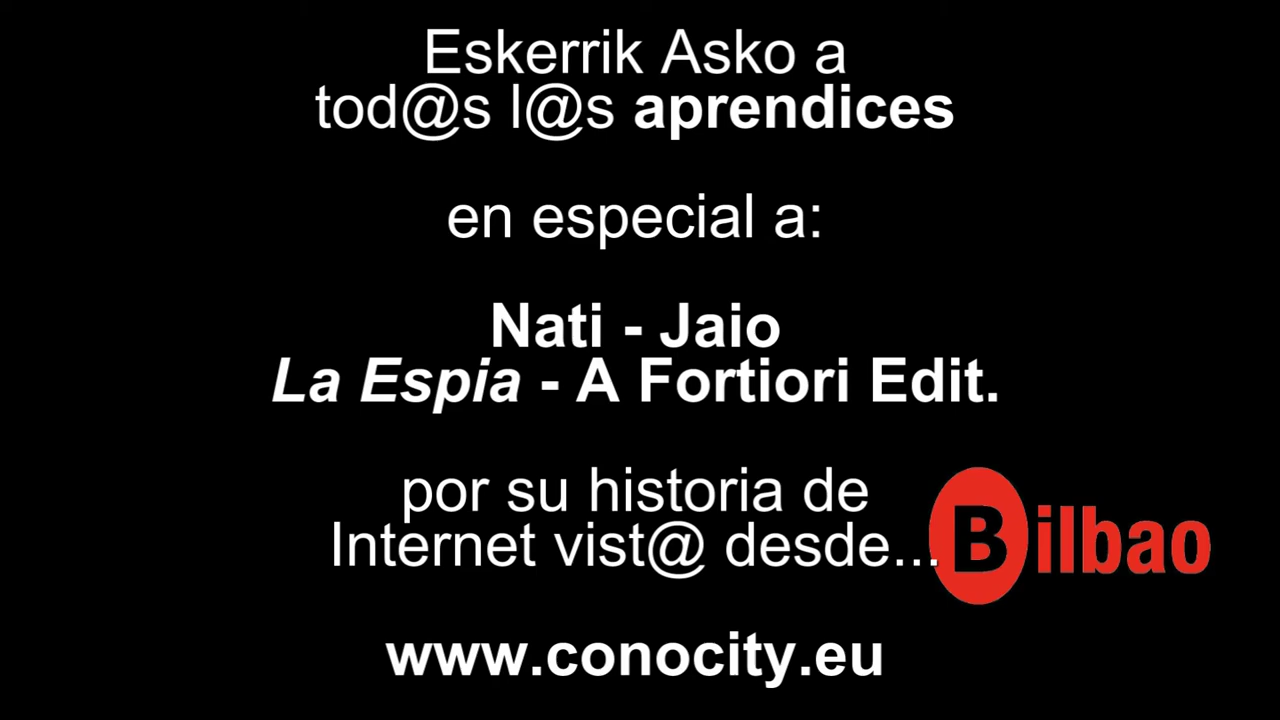 Eskerrik Asko a
tod@s l@s aprendices
en especial a:
Nati - Jaio
La Espia - A Fortiori Edit.
por su historia de
Internet vist@ desde...
Bilbao
www.conocity.eu